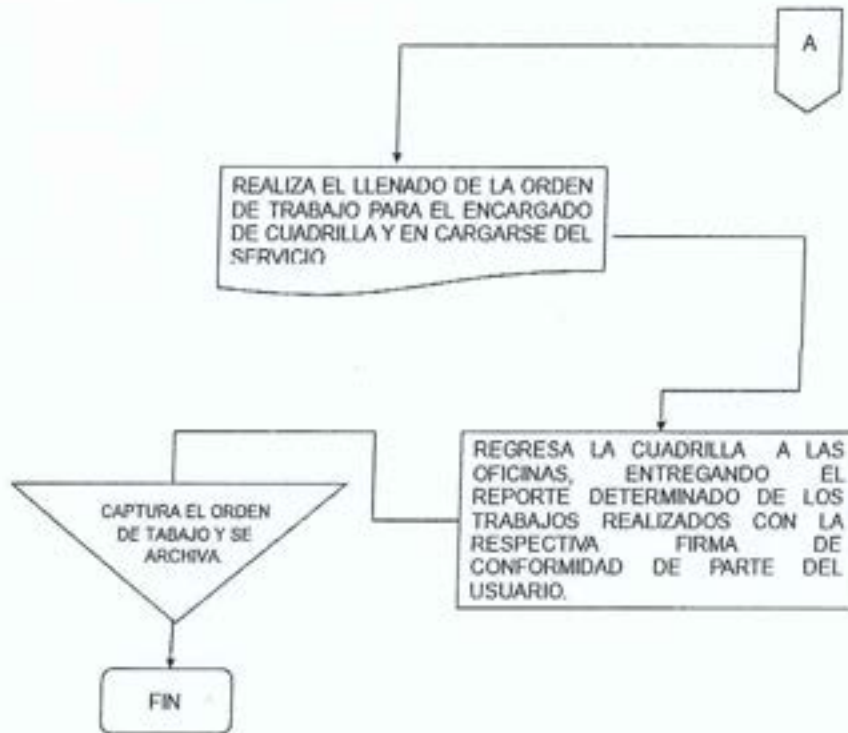 A
REALIZA EL LLENADO DE LA ORDEN
DE TRABAJO PARA EL ENCARGADO
DE CUADRILLA Y EN CARGARSE DEL
SERVICIO
REGRESA LA CUADRILLA A LAS
OFICINAS, ENTREGANDO EL
REPORTE DETERMINADO DE LOS
TRABAJOS REALIZADOS CON LA
RESPECTIVA FIRMA DE
CONFORMIDAD DE PARTE DEL
USUARIO.
CAPTURA EL ORDEN
DE TABAJO Y SE
ARCHIVA
FIN